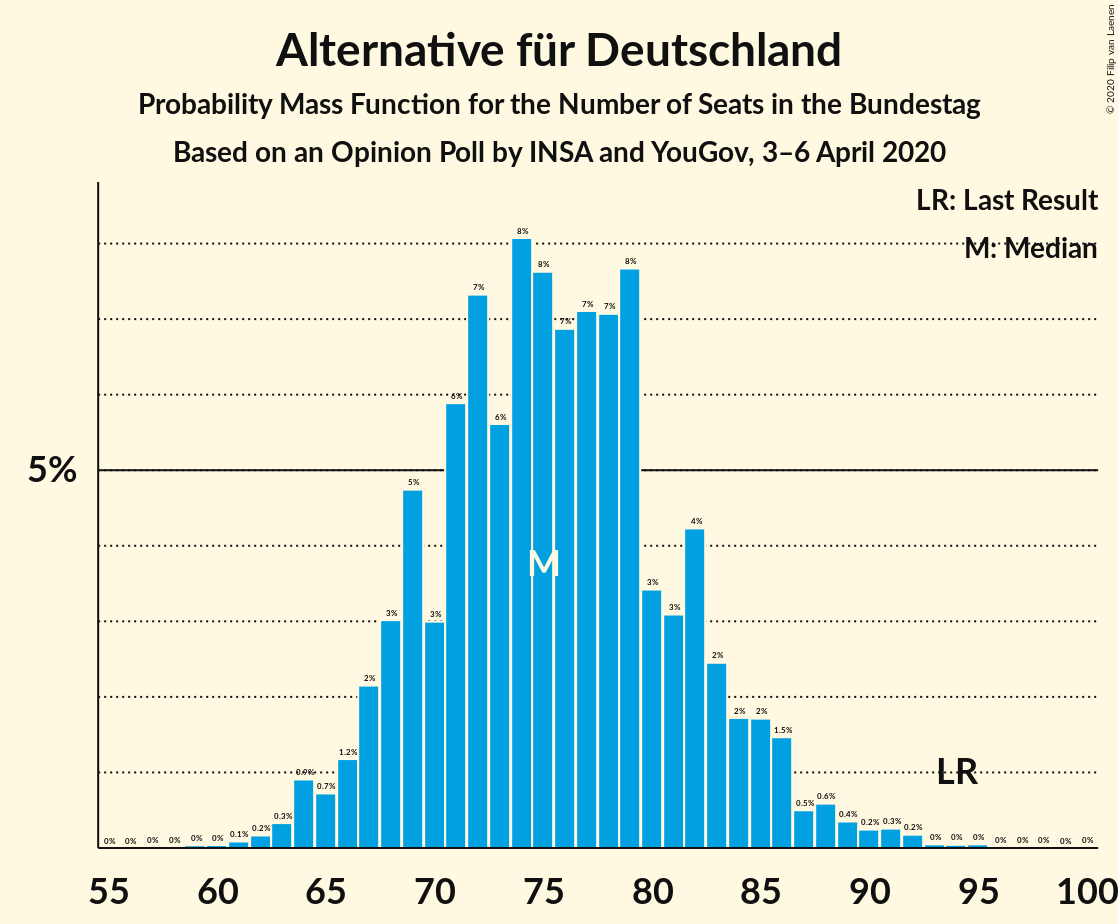 Alternative für Deutschland
Probability Mass Function for the Number of Seats in the Bundestag
Based on an Opinion Poll by INSA and YouGov, 3–6 April 2020
© 2020 Filip van Laenen
LR: Last Result
M: Median
5%
0% 0% 0% 0% 0% 0% 0.1% 0.2% 0.3% 0.9% 0.7% 1.2% 2% 3% 5% 3% 6% 7% 6% 8% 8% 7% 7% 7% 8% 3% 3% 4% 2% 2% 2% 1.5% 0.5% 0.6% 0.4% 0.2% 0.3% 0.2% 0% 0% 0% 0% 0% 0% 0% 0%
M
LR
55 60 65 70 75 80 85 90 95 100